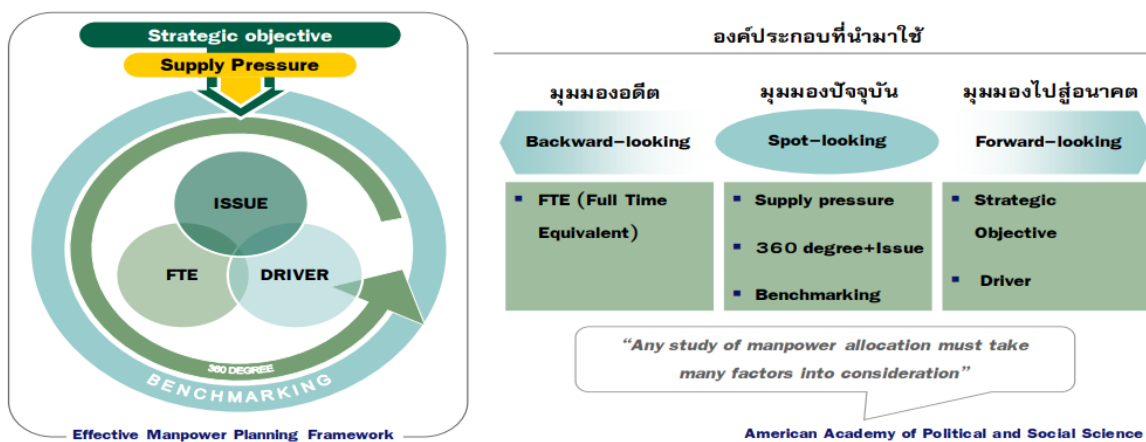 Strategic objective
Supply Pressure
ISSUE
FTE
DRIVER
360 DEGREE
BENCHMARKING
Effective Manpower Planning Framework
องค์ประกอบที่นำมาใช้
มุมมองอดีต
มุมมองปัจจุบัน
มุมมองไปสู่อนาคต
Backward-looking
Spot-looking
Forward-looking
▪ FTE (Full Time
Equivalent)
▪ Supply pressure
▪ 360 degree+Issue
▪ Benchmarking
▪ Strategic
Objective
▪ Driver
“Any study of manpower allocation must take
many factors into consideration”
American Academy of Political and Social Science